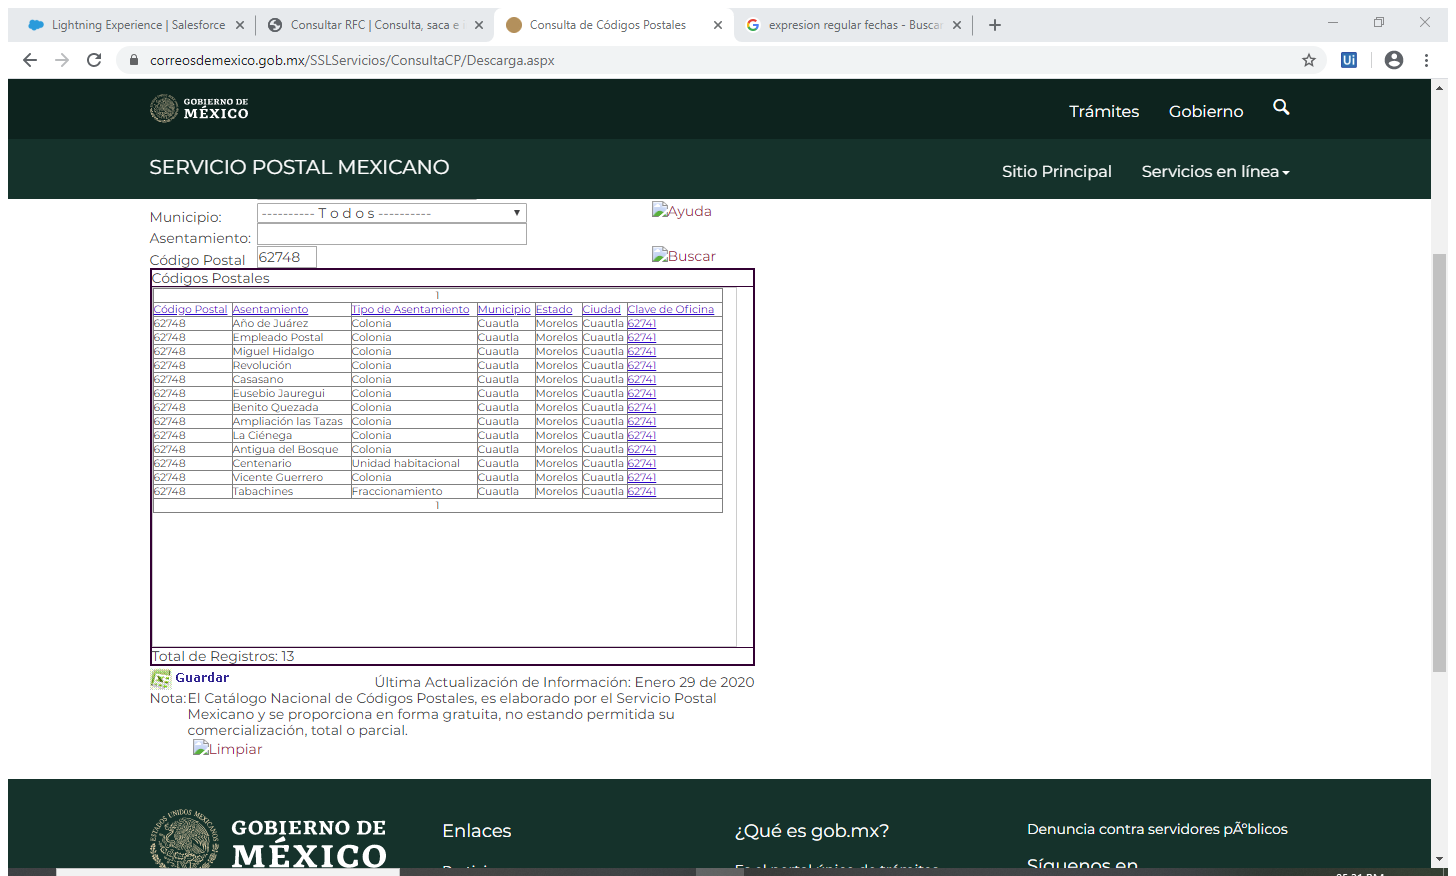 Lightning Experience | Salesforce
Consultar RFC | Consulta, saca e
Consulta de Códigos Postales
expresion regular fechas - Buscar
correosdemexico.gob.mx/SSLServicios/ConsultaCP/Descarga.aspx
Ui
GOBIERNO DE
MÉXICO
Trámites Gobierno
SERVICIO POSTAL MEXICANO
Sitio Principal Servicios en línea
Municipio: ---------- T o d o s ----------
Ayuda
Asentamiento:
Código Postal 62748
Buscar
Códigos Postales
1
Código Postal Asentamiento Tipo de Asentamiento Municipio Estado Ciudad Clave de Oficina
62748 Año de Juárez Colonia Cuautla Morelos Cuautla 62741
62748 Empleado Postal Colonia Cuautla Morelos Cuautla 62741
62748 Miguel Hidalgo Colonia Cuautla Morelos Cuautla 62741
62748 Revolución Colonia Cuautla Morelos Cuautla 62741
62748 Casasano Colonia Cuautla Morelos Cuautla 62741
62748 Eusebio Jauregui Colonia Cuautla Morelos Cuautla 62741
62748 Benito Quezada Colonia Cuautla Morelos Cuautla 62741
62748 Ampliación las Tazas Colonia Cuautla Morelos Cuautla 62741
62748 La Ciénega Colonia Cuautla Morelos Cuautla 62741
62748 Antigua del Bosque Colonia Cuautla Morelos Cuautla 62741
62748 Centenario Unidad habitacional Cuautla Morelos Cuautla 62741
62748 Vicente Guerrero Colonia Cuautla Morelos Cuautla 62741
62748 Tabachines Fraccionamiento Cuautla Morelos Cuautla 62741
1
Total de Registros: 13
Guardar
Última Actualización de Información: Enero 29 de 2020
Nota: El Catálogo Nacional de Códigos Postales, es elaborado por el Servicio Postal
Mexicano y se proporciona en forma gratuita, no estando permitida su
comercialización, total o parcial.
Limpiar
ESTADOS UNIDOS MEXICANOS
GOBIERNO DE
MÉXICO
Enlaces
¿Qué es gob.mx?
Es el portal único de trámites
Denuncia contra servidores pÃºblicos
Síguenos en